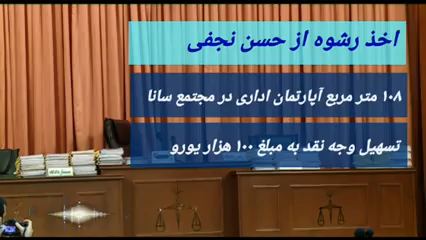 اخذ رشوه از حسن نجفی
۱۰۸ متر مربع آپارتمان اداری در مجتمع سانا
تسهیل وجه نقد به مبلغ ۱۰۰ هزار یورو